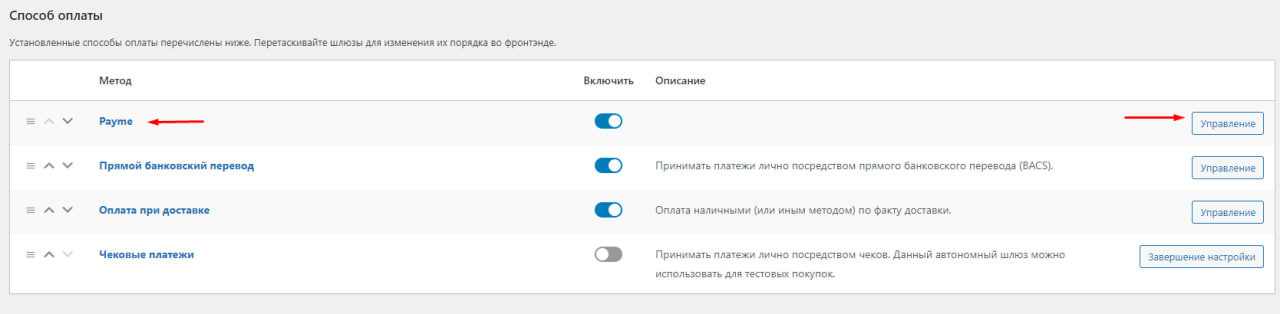 Способ оплаты
Установленные способы оплаты перечислены ниже. Перетаскивайте шлюзы для изменения их порядка во фронтэнде.
Метод Включить Описание
Payme Управление
Прямой банковский перевод Принимать платежи лично посредством прямого банковского перевода (BACS). Управление
Оплата при доставке Оплата наличными (или иным методом) по факту доставки. Управление
Чековые платежи Принимать платежи лично посредством чеков. Данный автономный шлюз можно Завершение настройки
использовать для тестовых покупок.